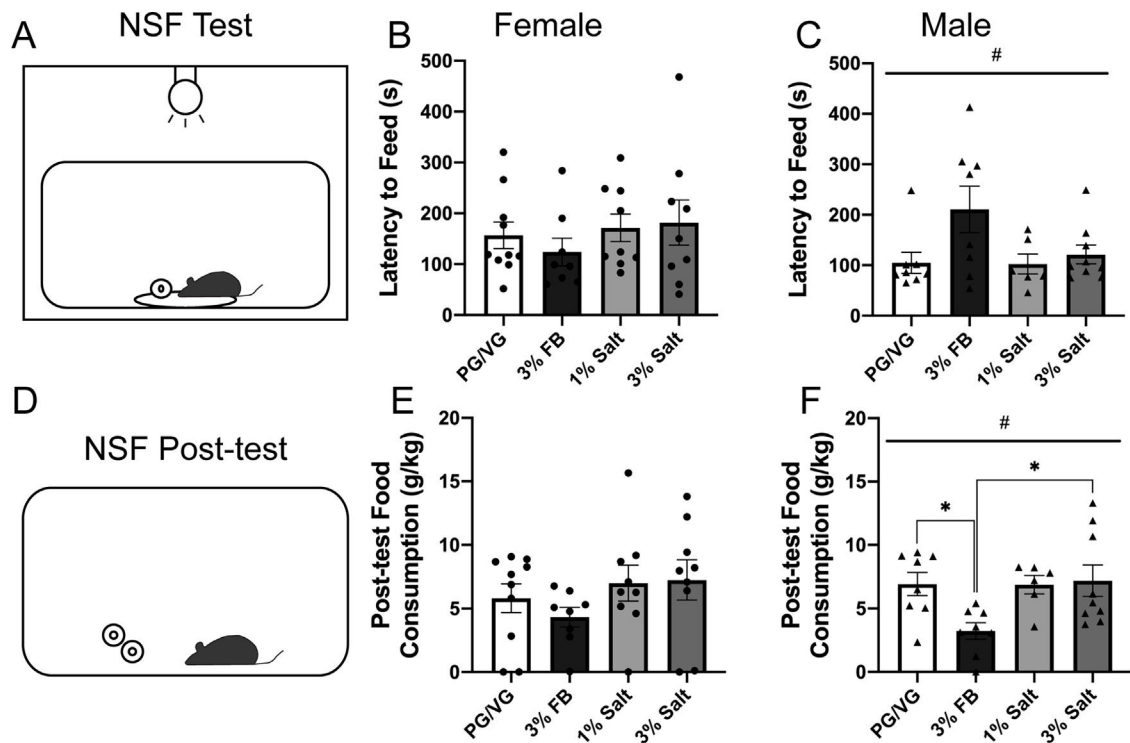 A
NSF Test
B
Female
Latency to Feed (s)
500
400
300
200
100
0
PG/VG
3% FB
1% Salt
3% Salt
C
Male
#
Latency to Feed (s)
500
400
300
200
100
0
PG/VG
3% FB
1% Salt
3% Salt
D
NSF Post-test
E
Post-test Food
Consumption (g/kg)
20
15
10
5
0
PG/VG
3% FB
1% Salt
3% Salt
F
#
*
*
Post-test Food
Consumption (g/kg)
20
15
10
5
0
PG/VG
3% FB
1% Salt
3% Salt